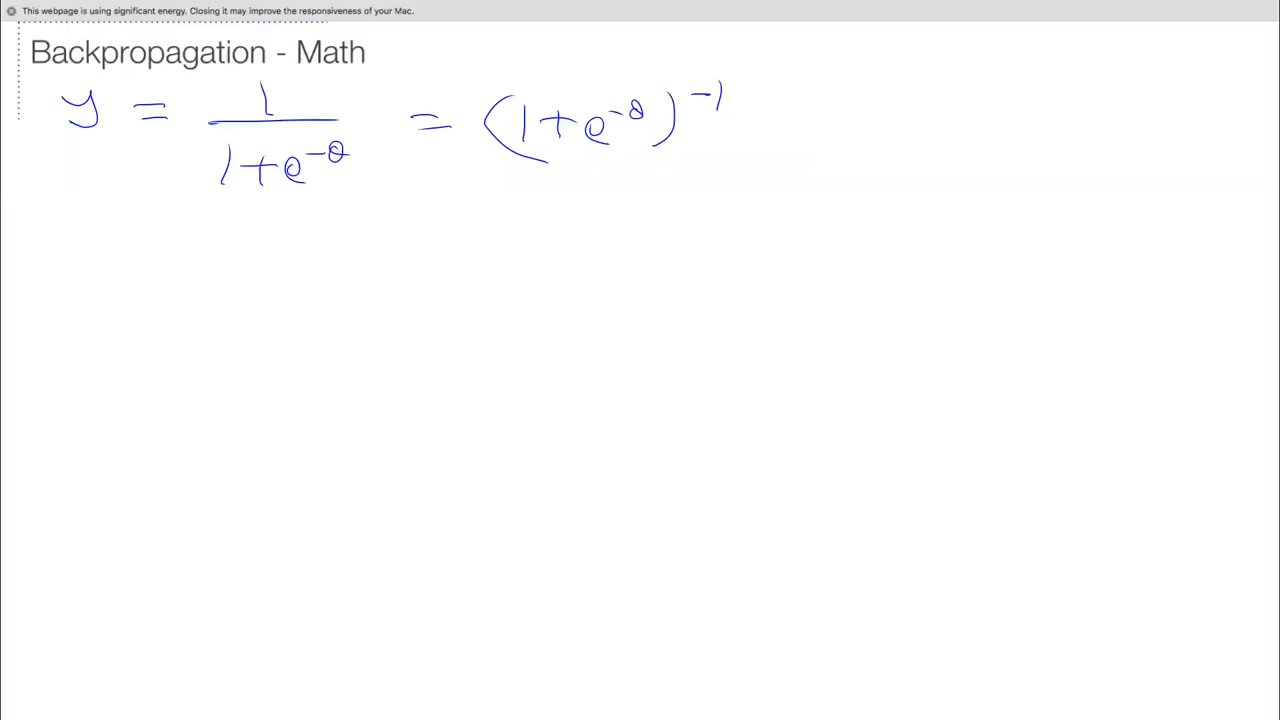 This webpage is using significant energy. Closing it may improve the responsiveness of your Mac.
Backpropagation - Math
y = 1/(1+e^-θ) = (1+e^-θ)^-1